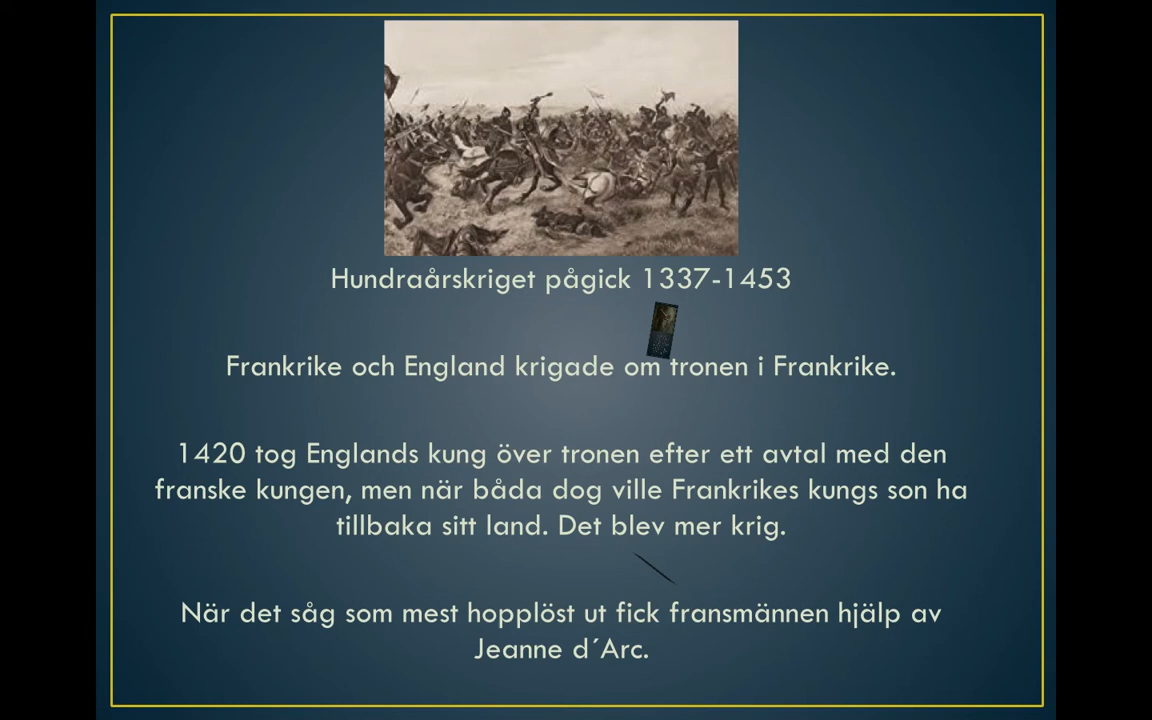 Hundraårskriget pågick 1337-1453
Frankrike och England krigade om tronen i Frankrike.
1420 tog Englands kung över tronen efter ett avtal med den
franske kungen, men när båda dog ville Frankrikes kungs son ha
tillbaka sitt land. Det blev mer krig.
När det såg som mest hopplöst ut fick fransmännen hjälp av
Jeanne d´Arc.